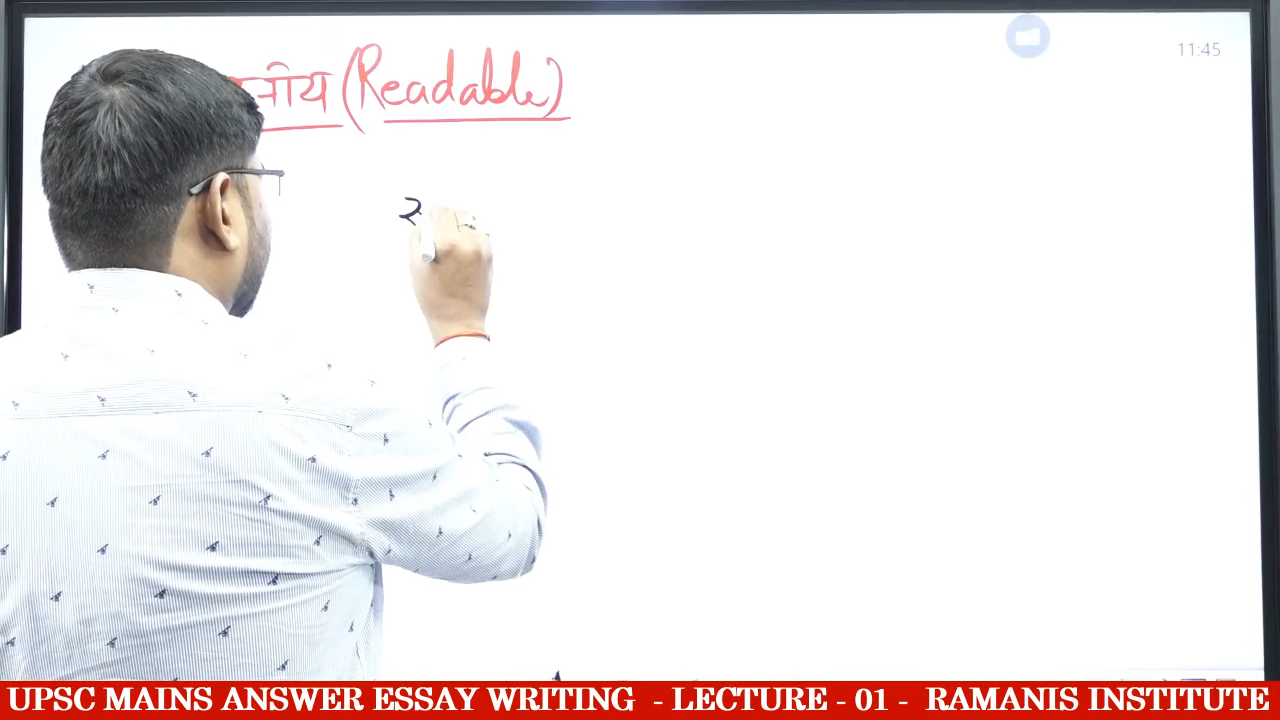 11:45
(Readable)
UPSC MAINS ANSWER ESSAY WRITING - LECTURE - 01 - RAMANIS INSTITUTE